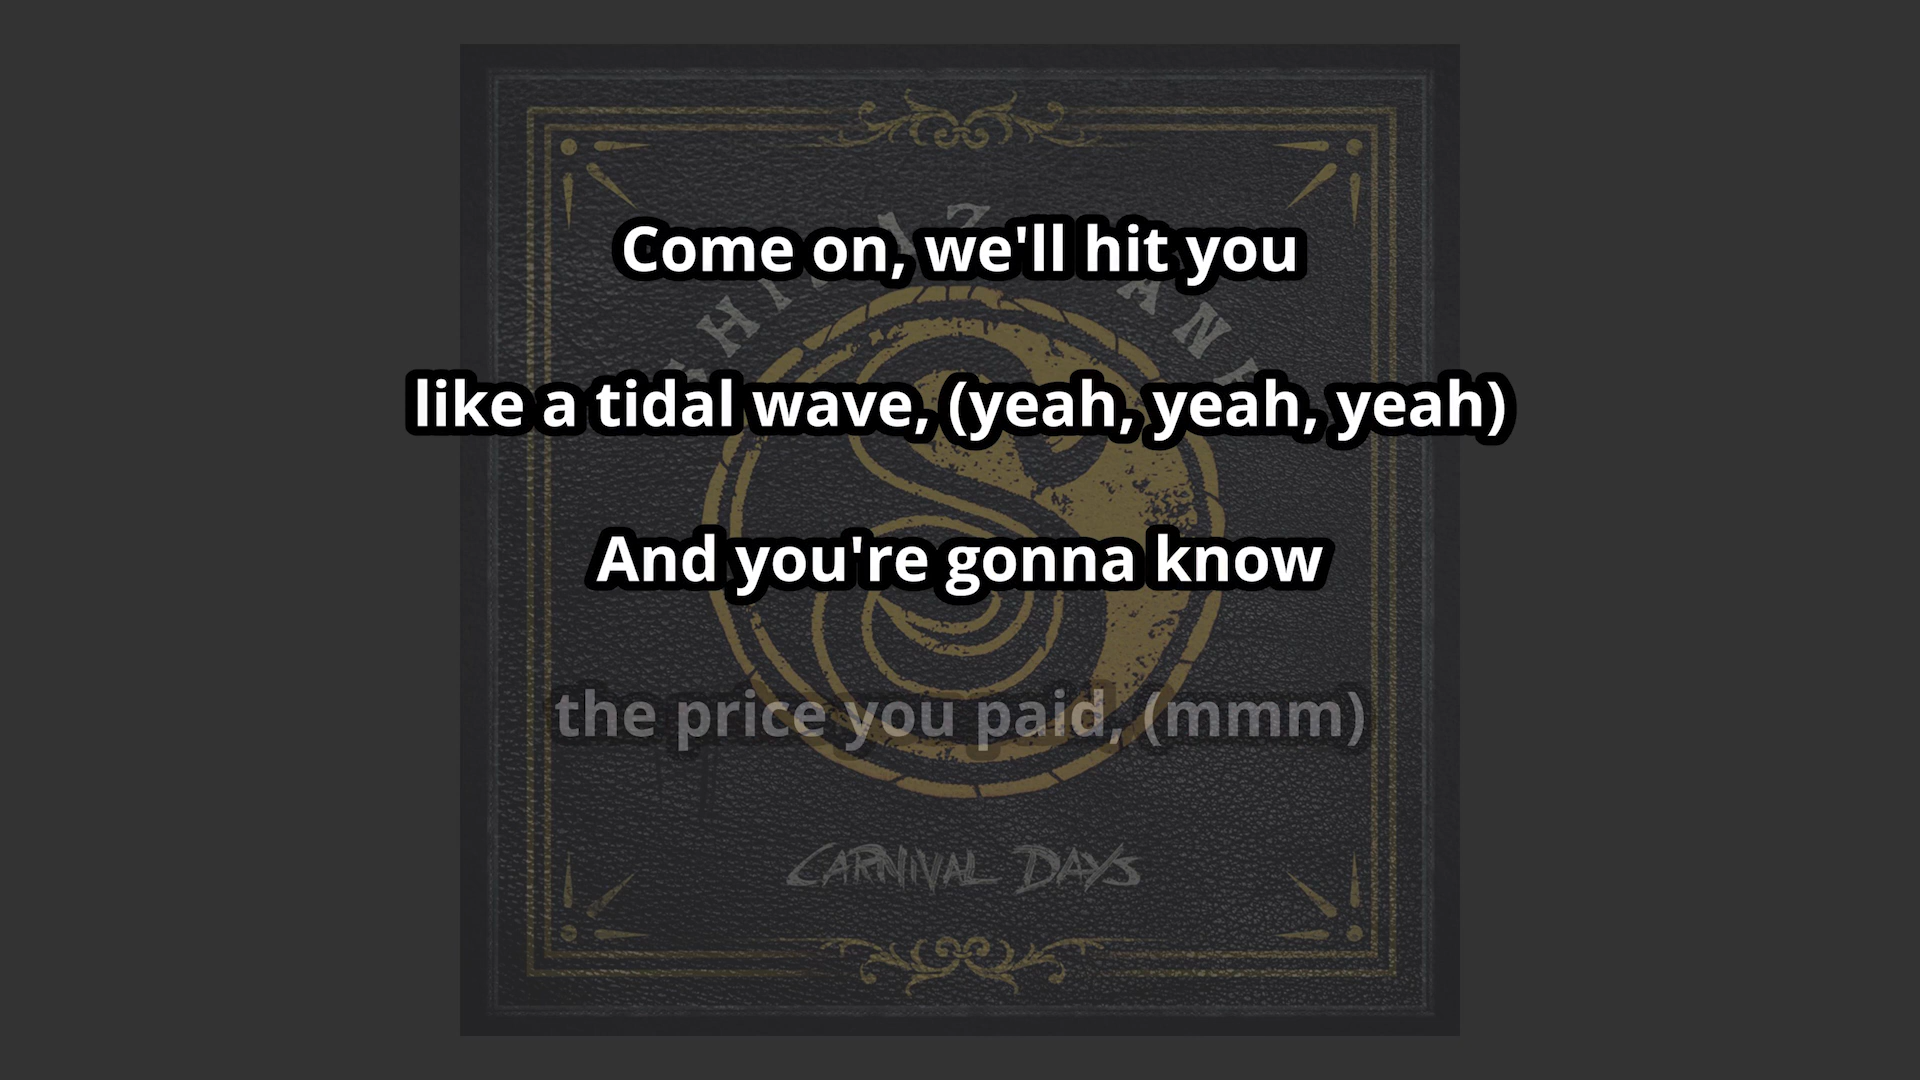 Come on, we'll hit you
like a tidal wave, (yeah, yeah, yeah)
And you're gonna know
the price you paid, (mmm)
CARNIVAL DAYS